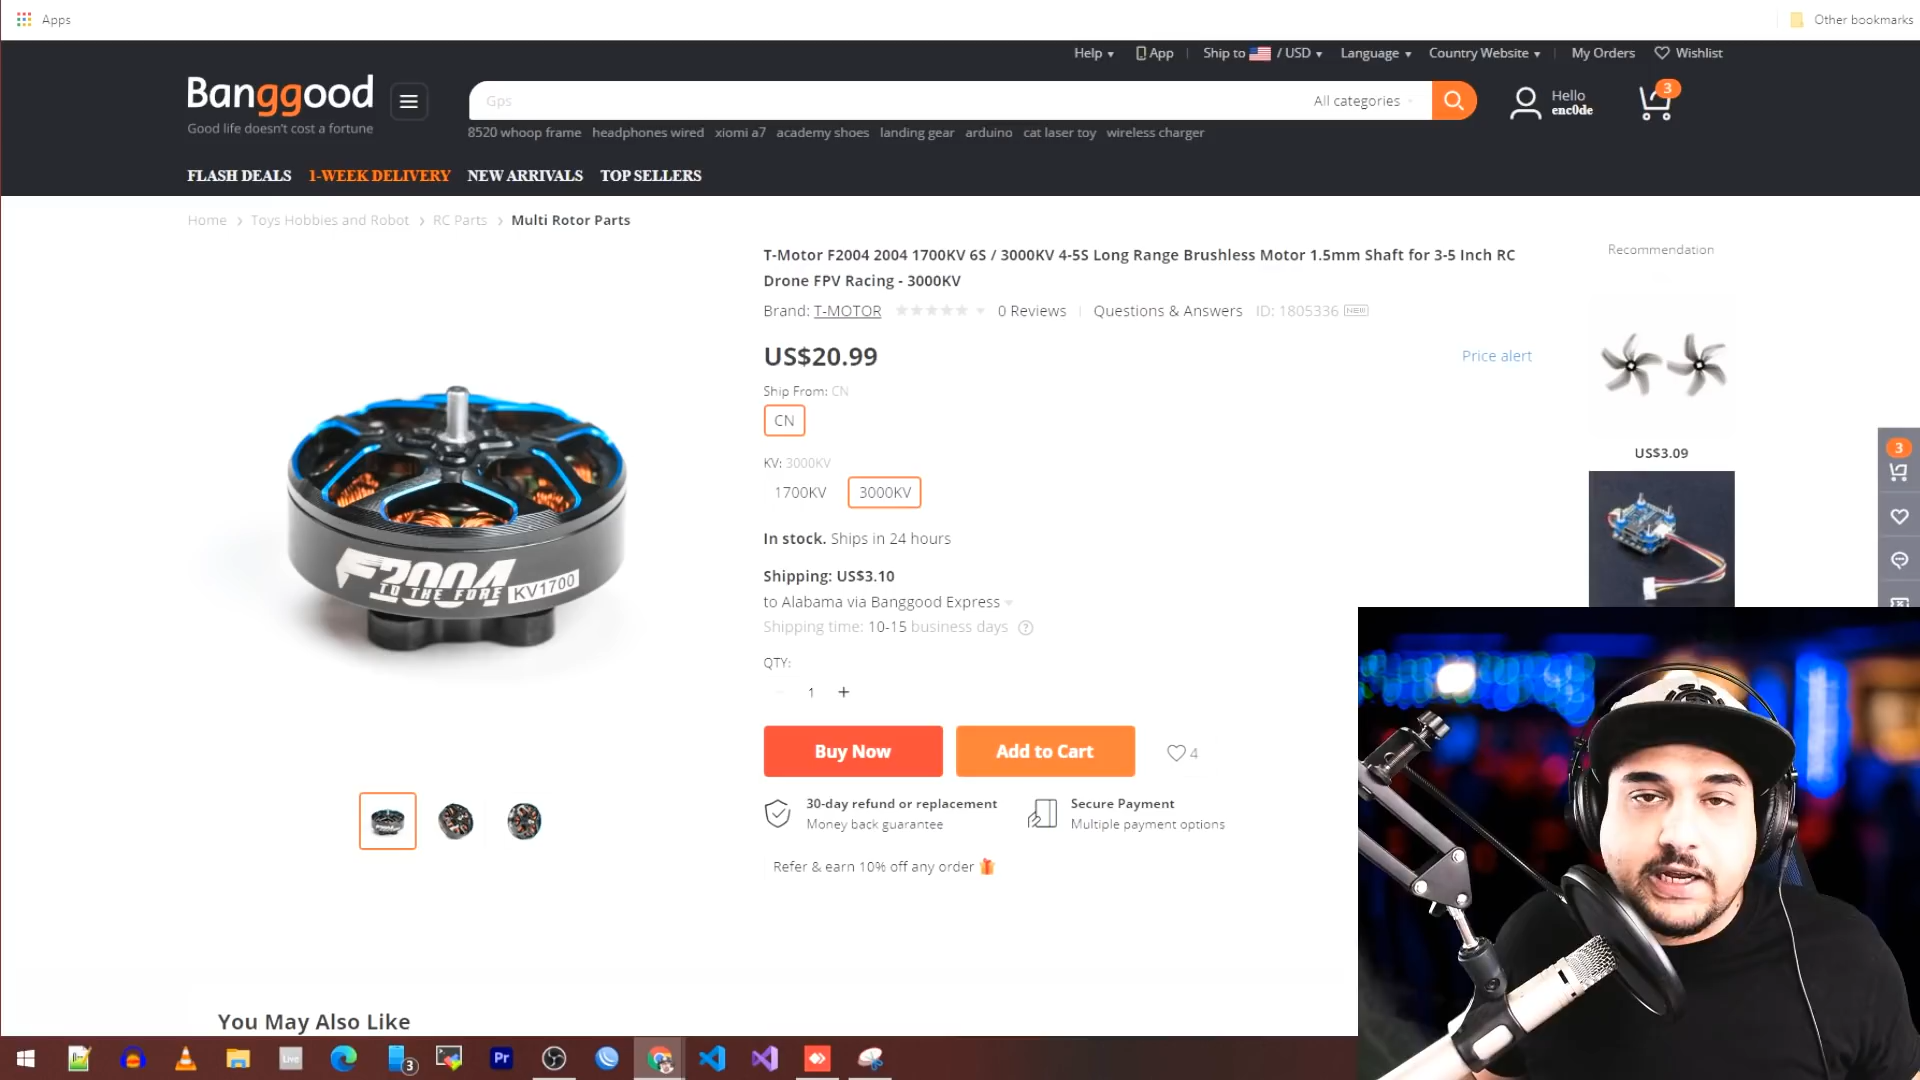 Apps
Other bookmarks
Help
App
Ship to / USD
Language
Country Website
My Orders
Wishlist
Banggood
Good life doesn't cost a fortune
Gps
All categories
Hello
enc0de
3
8520 whoop frame headphones wired xiomi a7 academy shoes landing gear arduino cat laser toy wireless charger
FLASH DEALS 1-WEEK DELIVERY NEW ARRIVALS TOP SELLERS
Home > Toys Hobbies and Robot > RC Parts > Multi Rotor Parts
T-Motor F2004 2004 1700KV 6S / 3000KV 4-5S Long Range Brushless Motor 1.5mm Shaft for 3-5 Inch RC
Drone FPV Racing - 3000KV
Brand: T-MOTOR 0 Reviews Questions & Answers ID: 1805336 NEW
US$20.99
Price alert
Ship From: CN
CN
KV: 3000KV
1700KV 3000KV
In stock. Ships in 24 hours
Shipping: US$3.10
to Alabama via Banggood Express
Shipping time: 10-15 business days ?
QTY:
1 +
Buy Now
Add to Cart
4
30-day refund or replacement
Money back guarantee
Secure Payment
Multiple payment options
Refer & earn 10% off any order
F2004
TO THE FORE
KV1700
Recommendation
US$3.09
3
You May Also Like
Live
3
Pr